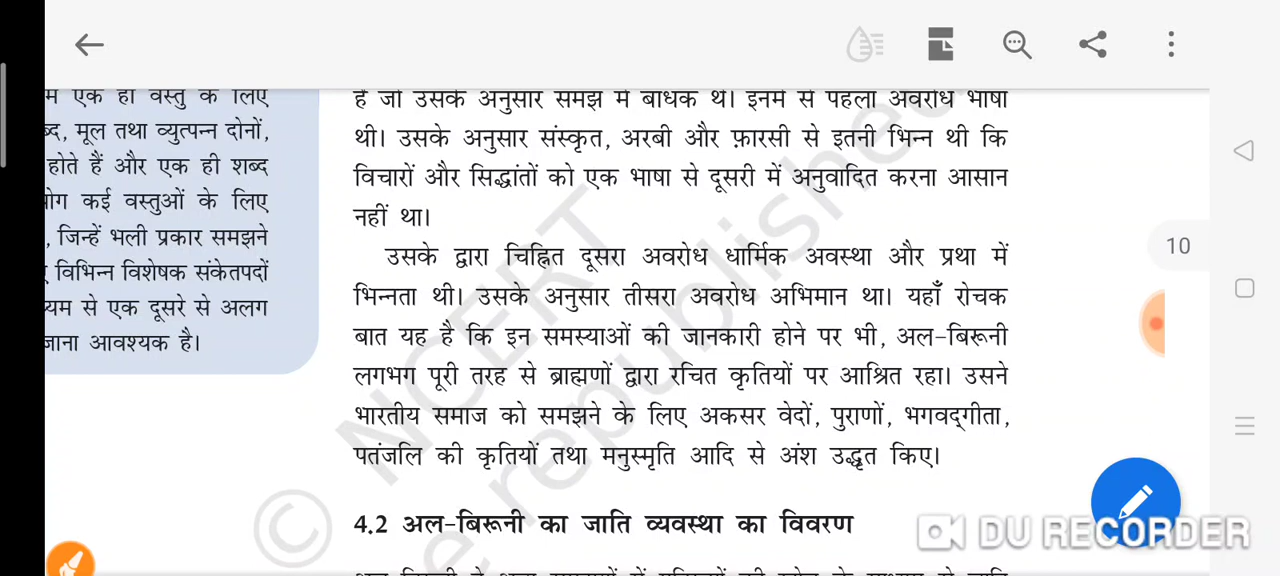 म एक ही वस्तु के लिए
ब्द, मूल तथा व्युत्पन्न दोनों,
होते हैं और एक ही शब्द
योग कई वस्तुओं के लिए
, जिन्हें भली प्रकार समझने
ए विभिन्न विशेषक संकेतपदों
यम से एक दूसरे से अलग
जाना आवश्यक है।
है जो उसके अनुसार समझ में बाधक थे। इनमें से पहला अवरोध भाषा
थी। उसके अनुसार संस्कृत, अरबी और फ़ारसी से इतनी भिन्न थी कि
विचारों और सिद्धांतों को एक भाषा से दूसरी में अनुवादित करना आसान
नहीं था।
उसके द्वारा चिह्नित दूसरा अवरोध धार्मिक अवस्था और प्रथा में
भिन्नता थी। उसके अनुसार तीसरा अवरोध अभिमान था। यहाँ रोचक
बात यह है कि इन समस्याओं की जानकारी होने पर भी, अल-बिरूनी
लगभग पूरी तरह से ब्राह्मणों द्वारा रचित कृतियों पर आश्रित रहा। उसने
भारतीय समाज को समझने के लिए अकसर वेदों, पुराणों, भगवद्‌गीता,
पतंजलि की कृतियों तथा मनुस्मृति आदि से अंश उद्धृत किए।
4.2 अल-बिरूनी का जाति व्यवस्था का विवरण
10
© NCERT
republished
DU RECORDER